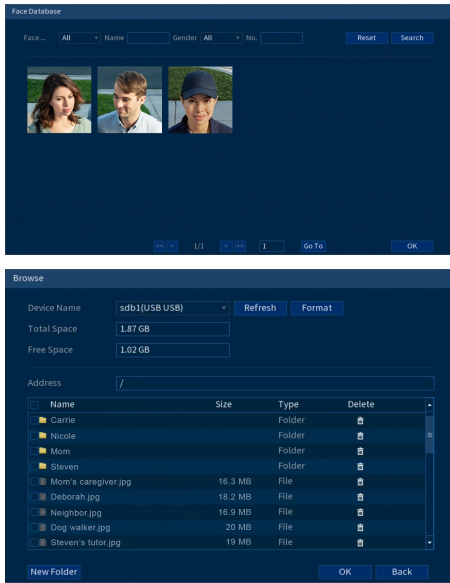 Face Database
Face ... All Name Gender All No. Reset Search
<< < 1/1 > >> 1 Go To OK
Browse
Device Name sdb1(USB USB) Refresh Format
Total Space 1.87 GB
Free Space 1.02 GB
Address /
Name Size Type Delete
Carrie Folder
Nicole Folder
Mom Folder
Steven Folder
Mom's caregiver.jpg 16.3 MB File
Deborah.jpg 18.2 MB File
Neighbor.jpg 16.9 MB File
Dog walker.jpg 20 MB File
Steven's tutor.jpg 19 MB File
New Folder OK Back